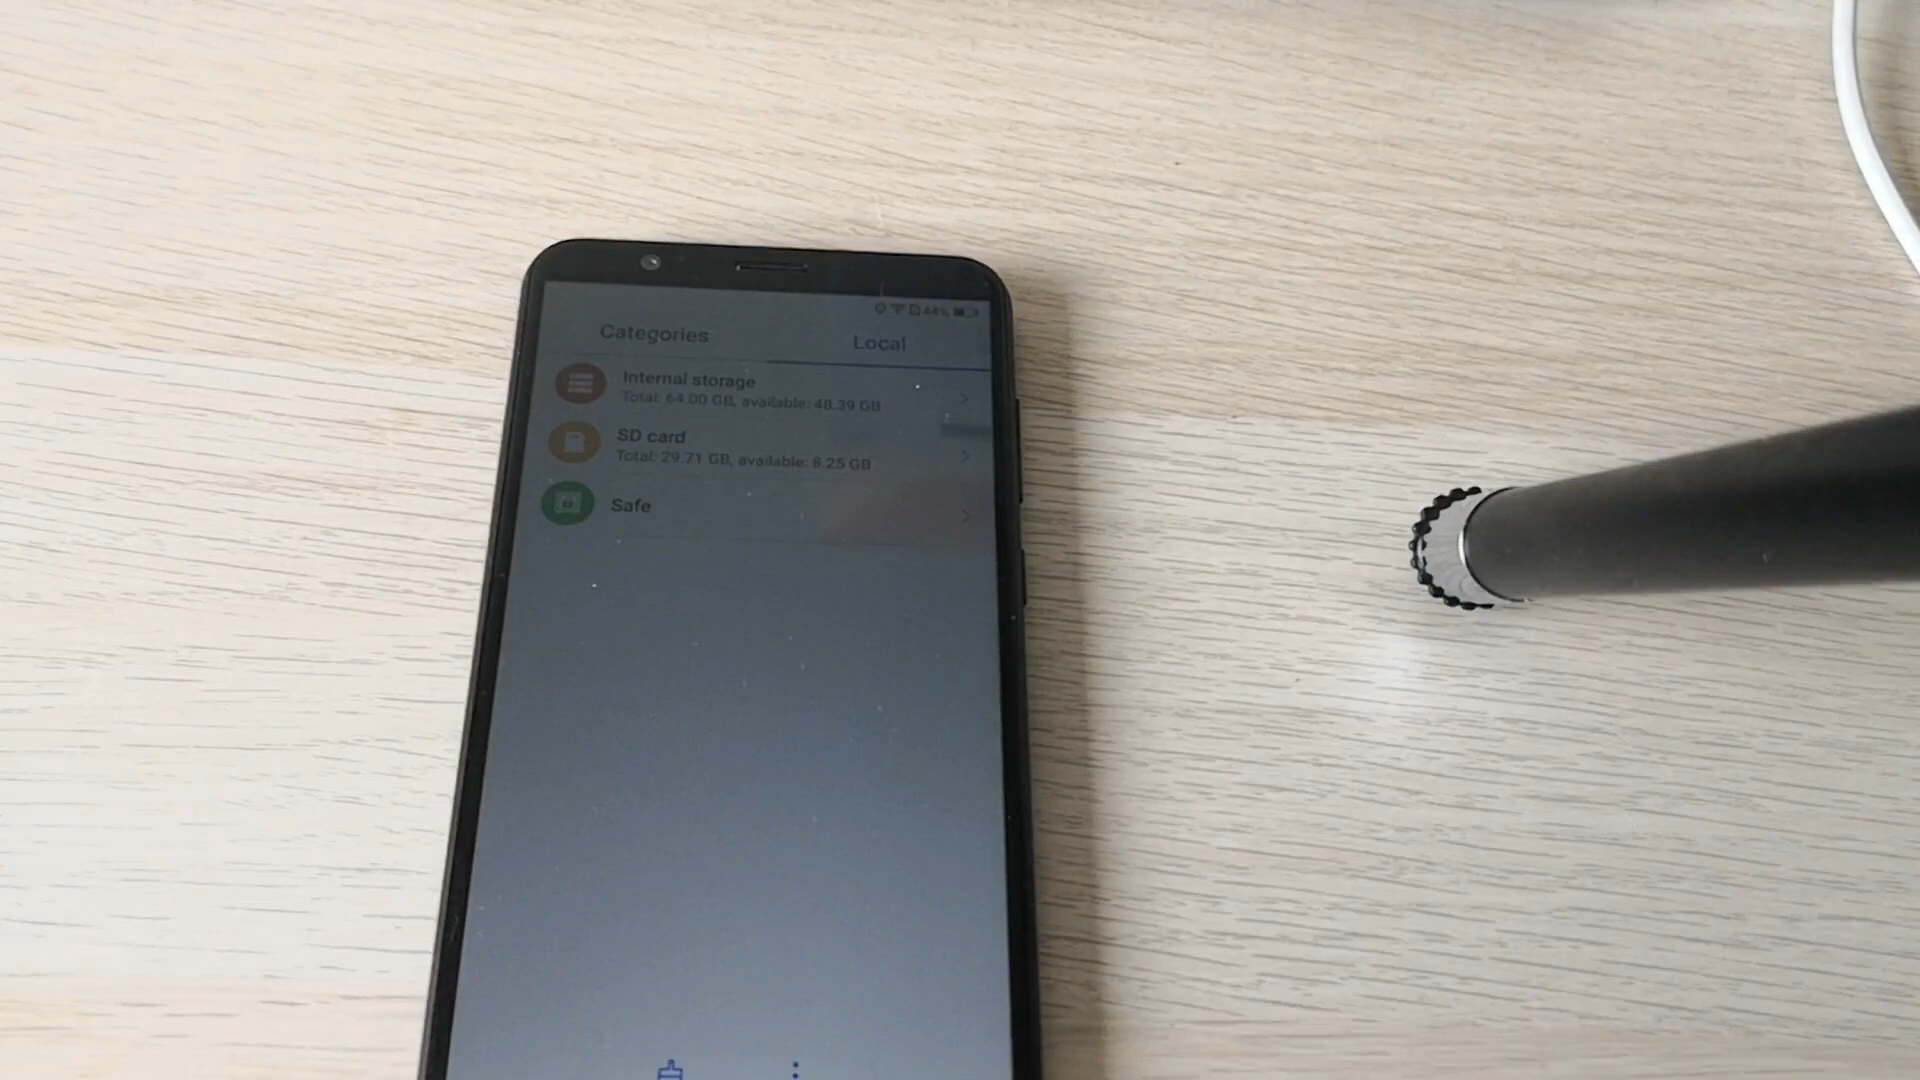 44%
Categories
Local
Internal storage
Total: 64.00 GB, available: 48.39 GB
SD card
Total: 29.71 GB, available: 8.25 GB
Safe